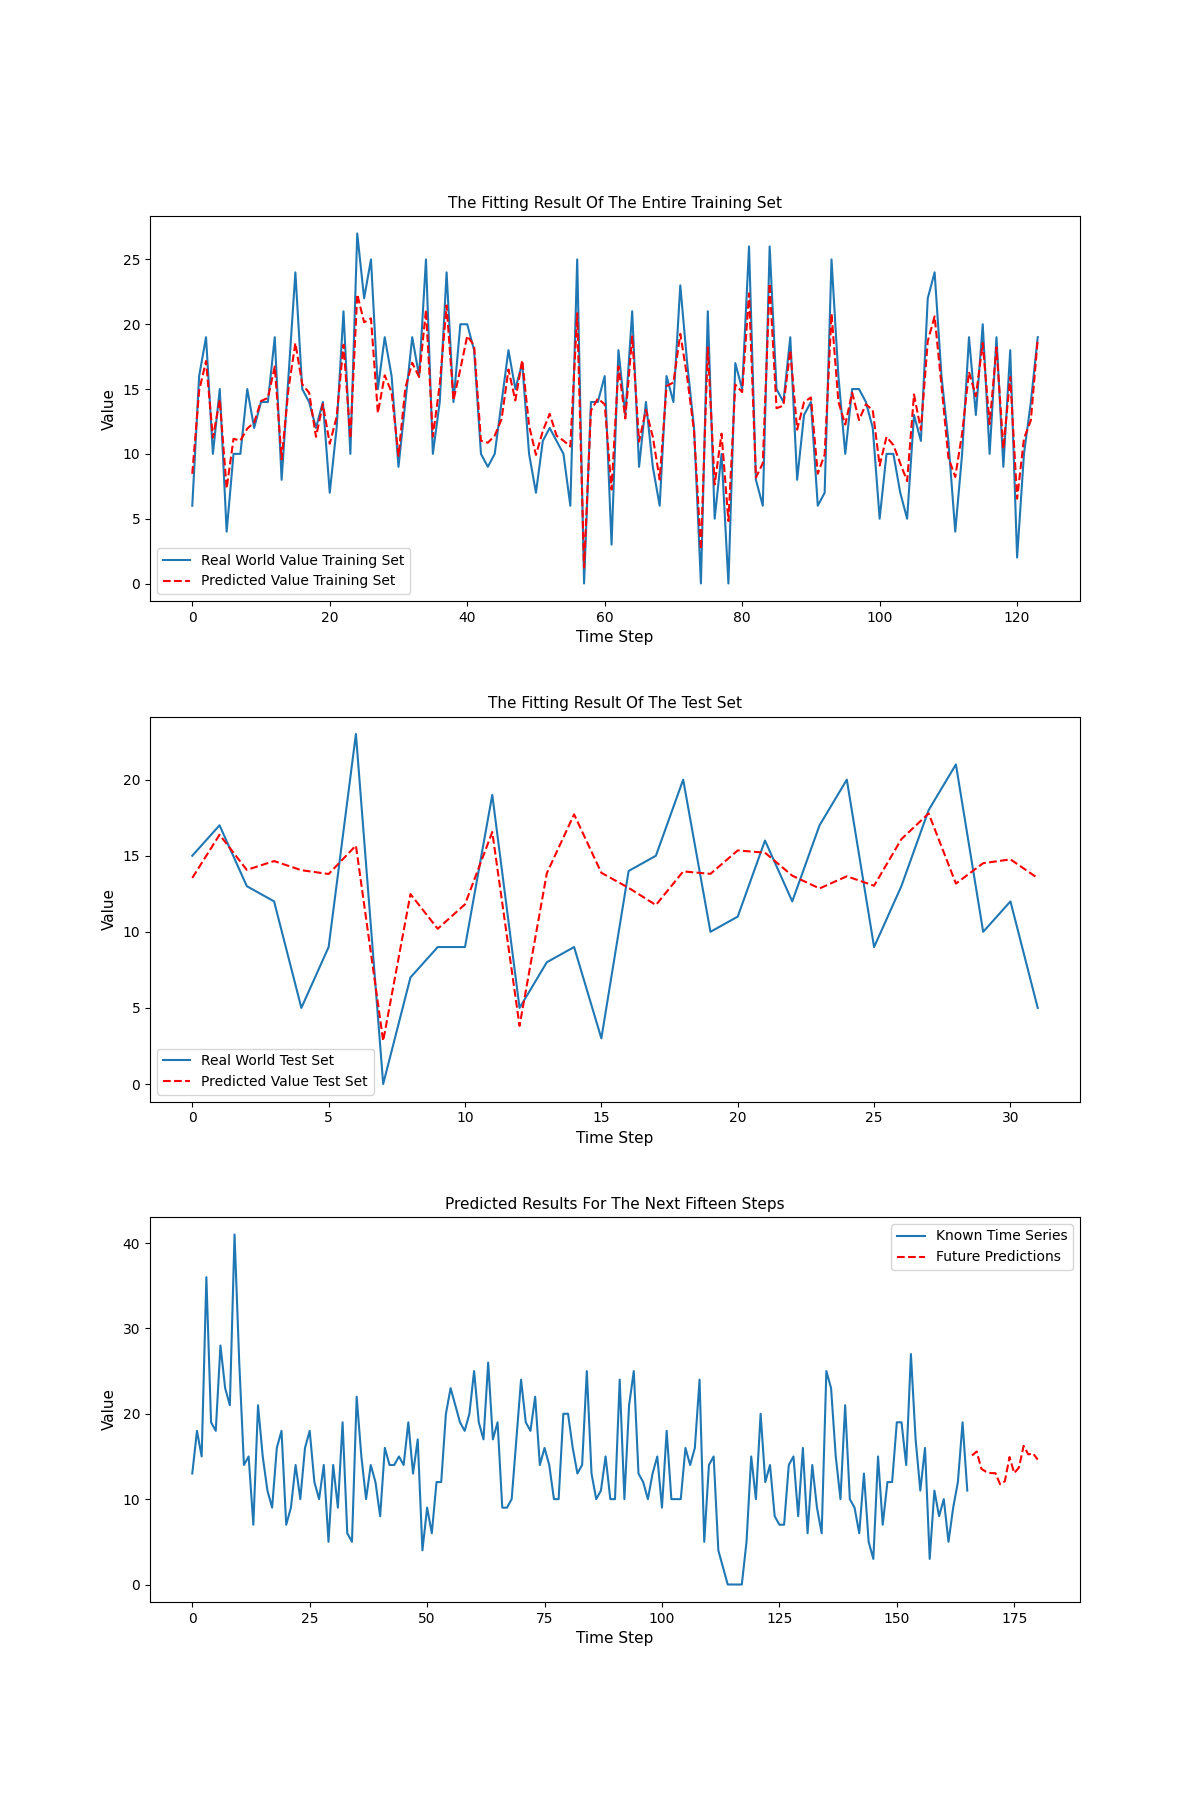 The Fitting Result Of The Entire Training Set
25
20
15
10
5
0
Value
Real World Value Training Set
Predicted Value Training Set
0 20 40 60 80 100 120
Time Step
The Fitting Result Of The Test Set
20
15
10
5
0
Value
Real World Test Set
Predicted Value Test Set
0 5 10 15 20 25 30
Time Step
Predicted Results For The Next Fifteen Steps
Known Time Series
Future Predictions
40
30
20
10
0
Value
0 25 50 75 100 125 150 175
Time Step